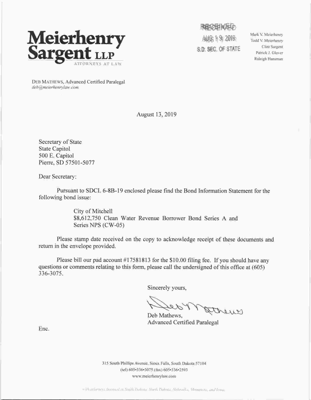 Meierhenry
Sargent LLP
ATTORNEYS AT LAW
RECEIVED
AUG 19 2019
S.D. SEC. OF STATE
Mark V. Meierhenry
Todd V. Meierhenry
Clint Sargent
Patrick J. Glover
Raleigh Hansman
DEB MATHEWS, Advanced Certified Paralegal
deb@meierhenrylaw.com
August 13, 2019
Secretary of State
State Capitol
500 E. Capitol
Pierre, SD 57501-5077
Dear Secretary:
Pursuant to SDCL 6-8B-19 enclosed please find the Bond Information Statement for the
following bond issue:
City of Mitchell
$8,612,750 Clean Water Revenue Borrower Bond Series A and
Series NPS (CW-05)
Please stamp date received on the copy to acknowledge receipt of these documents and
return in the envelope provided.
Please bill our pad account #17581813 for the $10.00 filing fee. If you should have any
questions or comments relating to this form, please call the undersigned of this office at (605)
336-3075.
Sincerely yours,
Deb Mathews
Deb Mathews,
Advanced Certified Paralegal
Enc.
315 South Phillips Avenue, Sioux Falls, South Dakota 57104
(tel) 605•336•3075 (fax) 605•336•2593
www.meierhenrylaw.com